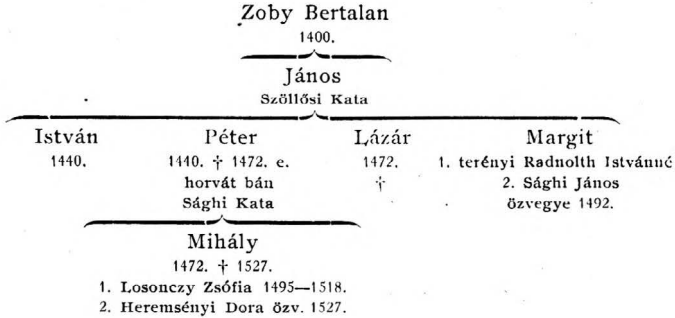 Zoby Bertalan
1400.
János
Szöllősi Kata
István Péter Lázár Margit
1440. 1440. † 1472. e. 1472. 1. terényi Radnolth Istvánné
horvát bán † 2. Sághi János
Sághi Kata özvegye 1492.
Mihály
1472. † 1527.
1. Losonczy Zsófia 1495—1518.
2. Heremsényi Dora özv. 1527.